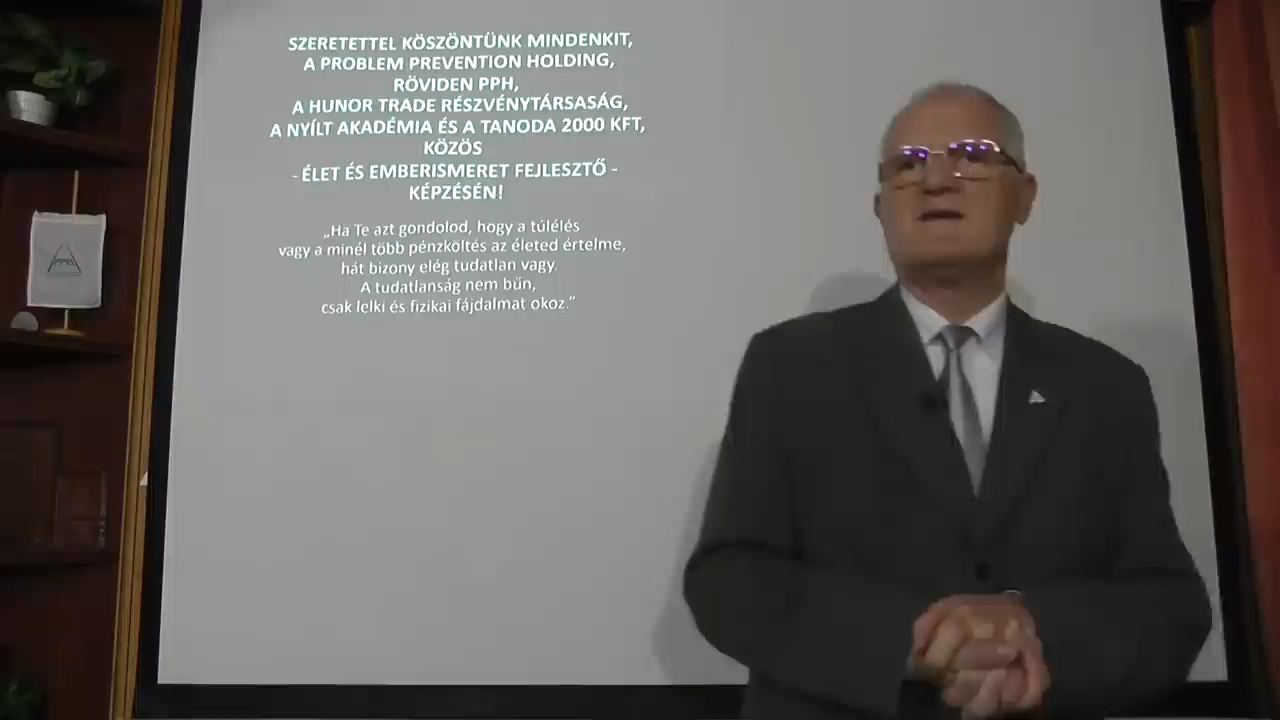 SZERETETTEL KÖSZÖNTÜNK MINDENKIT,
A PROBLEM PREVENTION HOLDING,
RÖVIDEN PPH,
A HUNOR TRADE RÉSZVÉNYTÁRSASÁG,
A NYÍLT AKADÉMIA ÉS A TANODA 2000 KFT,
KÖZÖS
- ÉLET ÉS EMBERISMERET FEJLESZTŐ -
KÉPZÉSÉN!
„Ha Te azt gondolod, hogy a túlélés
vagy a minél több pénzköltés az életed értelme,
hát bizony elég tudatlan vagy.
A tudatlanság nem bűn,
csak lelki és fizikai fájdalmat okoz.”